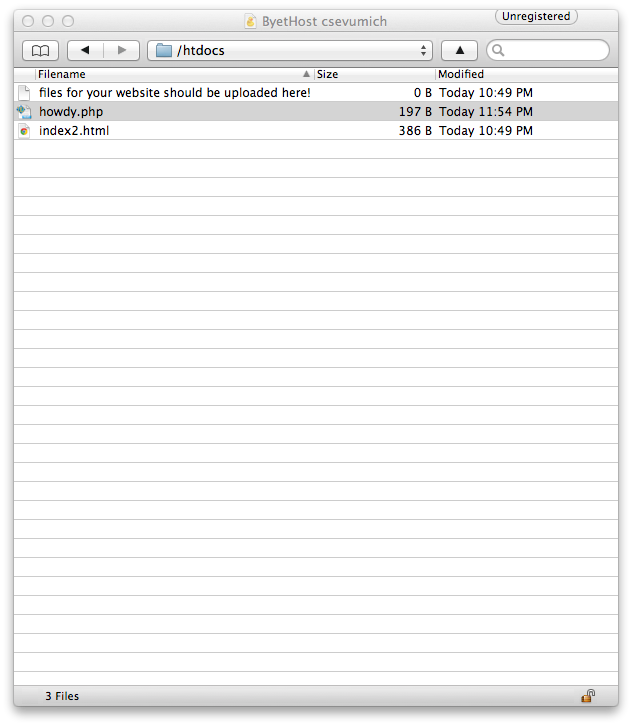 ByetHost csevumich
Unregistered
/htdocs
Filename Size Modified
files for your website should be uploaded here! 0 B Today 10:49 PM
howdy.php 197 B Today 11:54 PM
index2.html 386 B Today 10:49 PM
3 Files